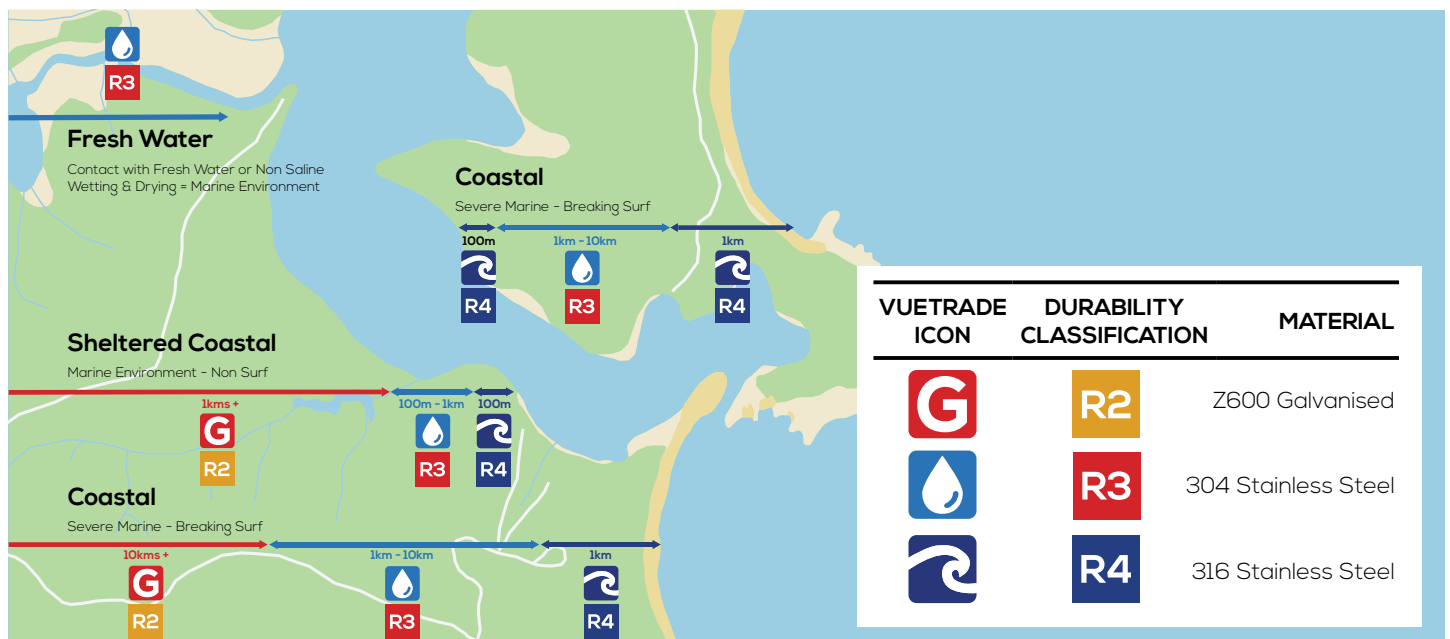 R3
Fresh Water
Contact with Fresh Water or Non Saline
Wetting & Drying = Marine Environment
Coastal
Severe Marine - Breaking Surf
100m
1km - 10km
1km
R4
R3
R4
Sheltered Coastal
Marine Environment - Non Surf
1kms +
100m - 1km
100m
G
R2
R3
R4
Coastal
Severe Marine - Breaking Surf
10kms +
1km - 10km
1km
G
R2
R3
R4
VUETRADE
ICON
DURABILITY
CLASSIFICATION
MATERIAL
G
R2
Z600 Galvanised
R3
304 Stainless Steel
R4
316 Stainless Steel